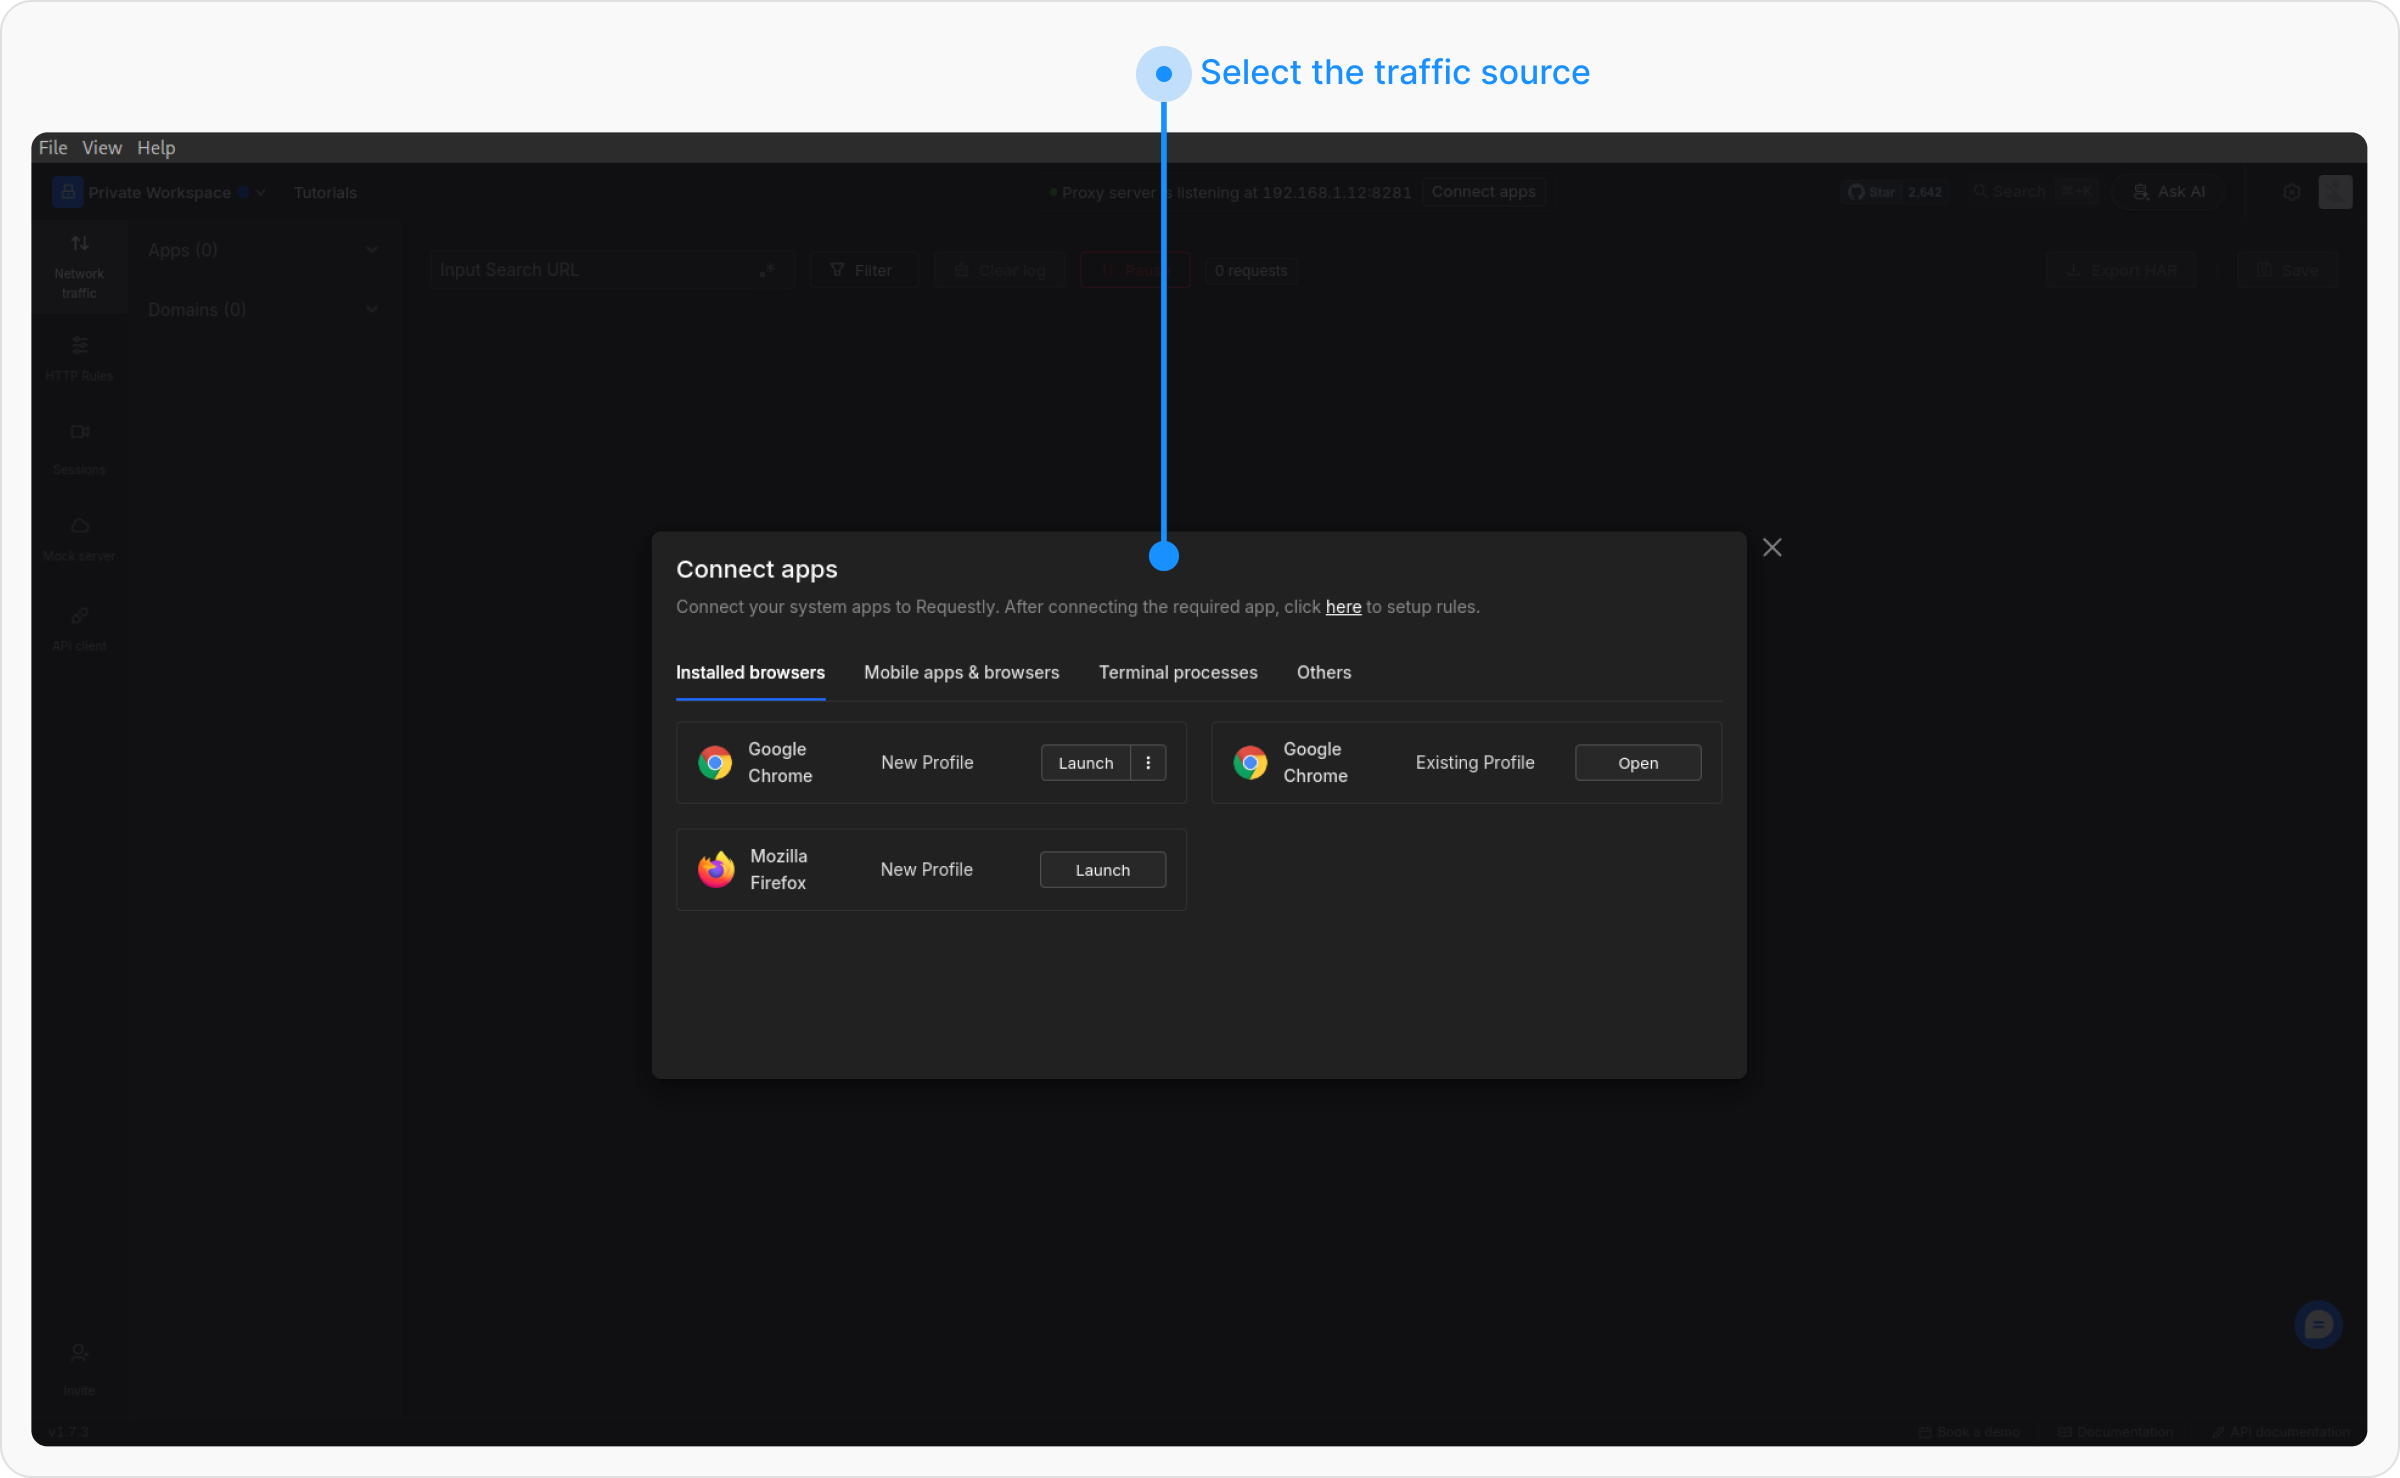 Select the traffic source
File View Help
Private Workspace Tutorials Proxy server is listening at 192.168.1.12:8281 Connect apps Star 2,642 Search ⌘+K Ask AI
Network
traffic
Apps (0)
Input Search URL .* Filter Clear log Pause 0 requests Export HAR Save
Domains (0)
HTTP Rules
Sessions
Mock server
API client
Connect apps
Connect your system apps to Requestly. After connecting the required app, click here to setup rules.
Installed browsers Mobile apps & browsers Terminal processes Others
Google
Chrome
New Profile Launch
Google
Chrome
Existing Profile Open
Mozilla
Firefox
New Profile Launch
Invite
v1.7.3 Book a demo Documentation API documentation